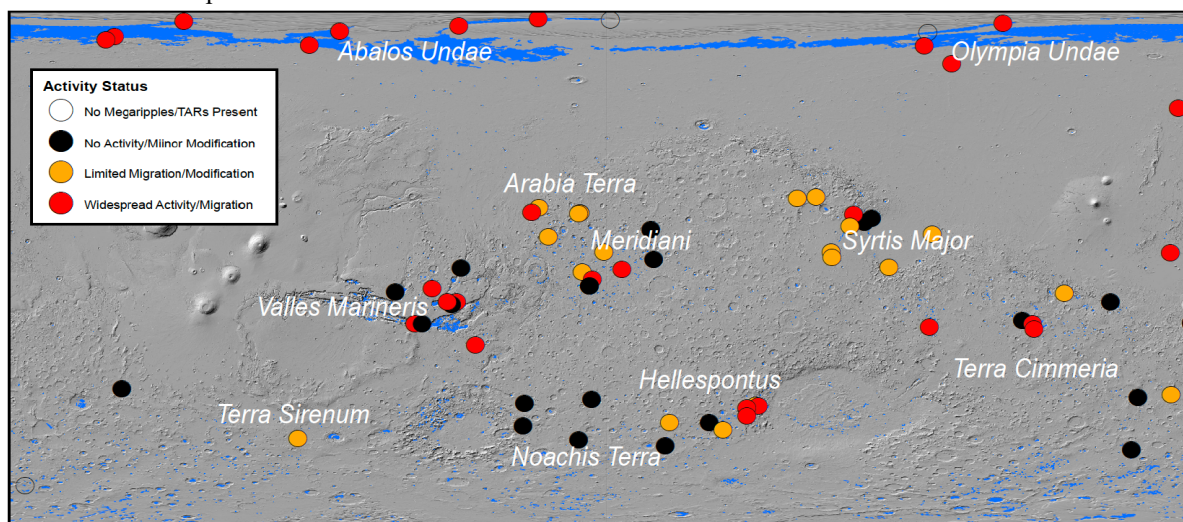 Abalos Undae
Olympia Undae
Activity Status
No Megaripples/TARs Present
No Activity/Miinor Modification
Limited Migration/Modification
Widespread Activity/Migration
Arabia Terra
Meridiani
Syrtis Major
Valles Marineris
Hellespontus
Terra Cimmeria
Terra Sirenum
Noachis Terra